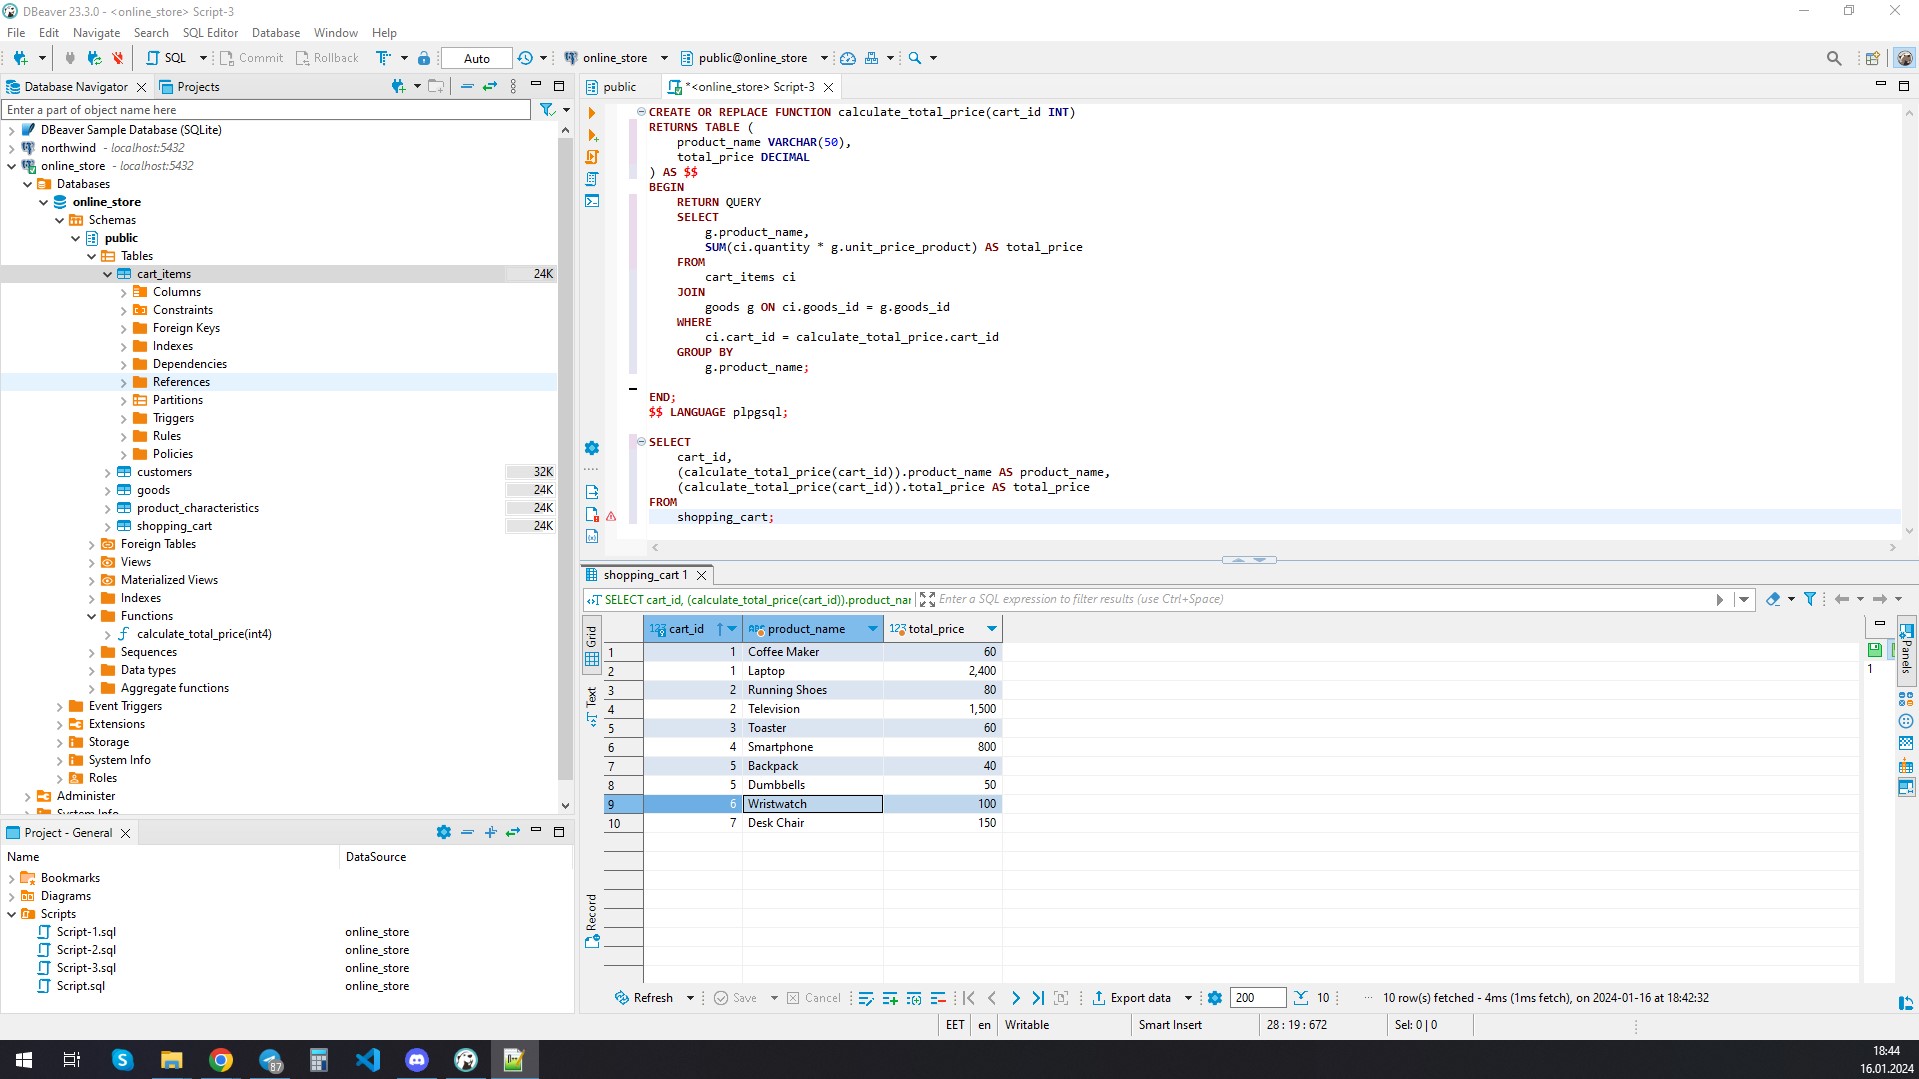 DBeaver 23.3.0 - <online_store> Script-3
File Edit Navigate Search SQL Editor Database Window Help
SQL Commit Rollback Auto online_store public@online_store
Database Navigator Projects
Enter a part of object name here
DBeaver Sample Database (SQLite)
northwind - localhost:5432
online_store - localhost:5432
Databases
online_store
Schemas
public
Tables
cart_items 24K
Columns
Constraints
Foreign Keys
Indexes
Dependencies
References
Partitions
Triggers
Rules
Policies
customers 32K
goods 24K
product_characteristics 24K
shopping_cart 24K
Foreign Tables
Views
Materialized Views
Indexes
Functions
calculate_total_price(int4)
Sequences
Data types
Aggregate functions
Event Triggers
Extensions
Storage
System Info
Roles
Administer
System Info
Project - General
Name DataSource
Bookmarks
Diagrams
Scripts
Script-1.sql online_store
Script-2.sql online_store
Script-3.sql online_store
Script.sql online_store
public *<online_store> Script-3
CREATE OR REPLACE FUNCTION calculate_total_price(cart_id INT)
RETURNS TABLE (
product_name VARCHAR(50),
total_price DECIMAL
) AS $$
BEGIN
RETURN QUERY
SELECT
g.product_name,
SUM(ci.quantity * g.unit_price_product) AS total_price
FROM
cart_items ci
JOIN
goods g ON ci.goods_id = g.goods_id
WHERE
ci.cart_id = calculate_total_price.cart_id
GROUP BY
g.product_name;
END;
$$ LANGUAGE plpgsql;
SELECT
cart_id,
(calculate_total_price(cart_id)).product_name AS product_name,
(calculate_total_price(cart_id)).total_price AS total_price
FROM
shopping_cart;
shopping_cart 1
SELECT cart_id, (calculate_total_price(cart_id)).product_nar Enter a SQL expression to filter results (use Ctrl+Space)
Grid
Text
Record
Panels
123 cart_id ABC product_name 123 total_price
1 1 Coffee Maker 60
2 1 Laptop 2,400
3 2 Running Shoes 80
4 2 Television 1,500
5 3 Toaster 60
6 4 Smartphone 800
7 5 Backpack 40
8 5 Dumbbells 50
9 6 Wristwatch 100
10 7 Desk Chair 150
1
Refresh Save Cancel Export data 200 10 ... 10 row(s) fetched - 4ms (1ms fetch), on 2024-01-16 at 18:42:32
EET en Writable Smart Insert 28 : 19 : 672 Sel: 0 | 0
87
18:44
16.01.2024